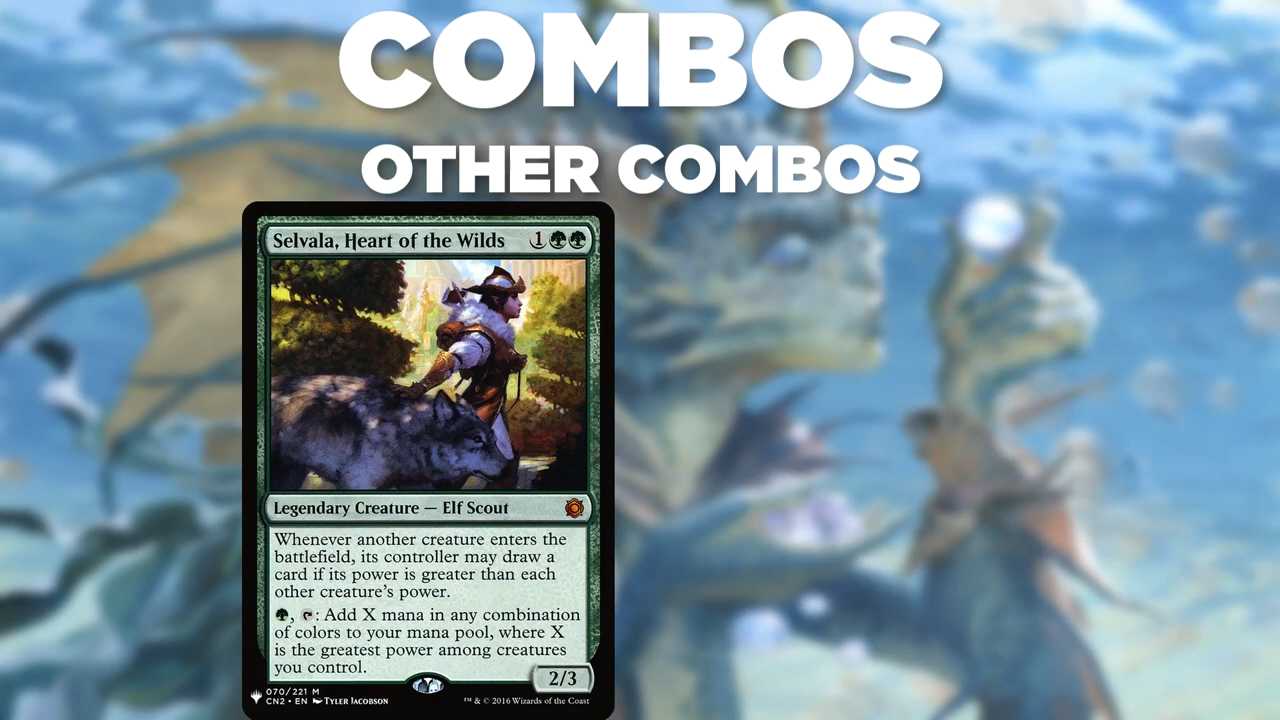 COMBOS
OTHER COMBOS
Selvala, Heart of the Wilds 1
Legendary Creature — Elf Scout
Whenever another creature enters the
battlefield, its controller may draw a
card if its power is greater than each
other creature's power.
, : Add X mana in any combination
of colors to your mana pool, where X
is the greatest power among creatures
you control.
2/3
070/221 M
CN2 • EN Tyler Jacobson
™ & © 2016 Wizards of the Coast